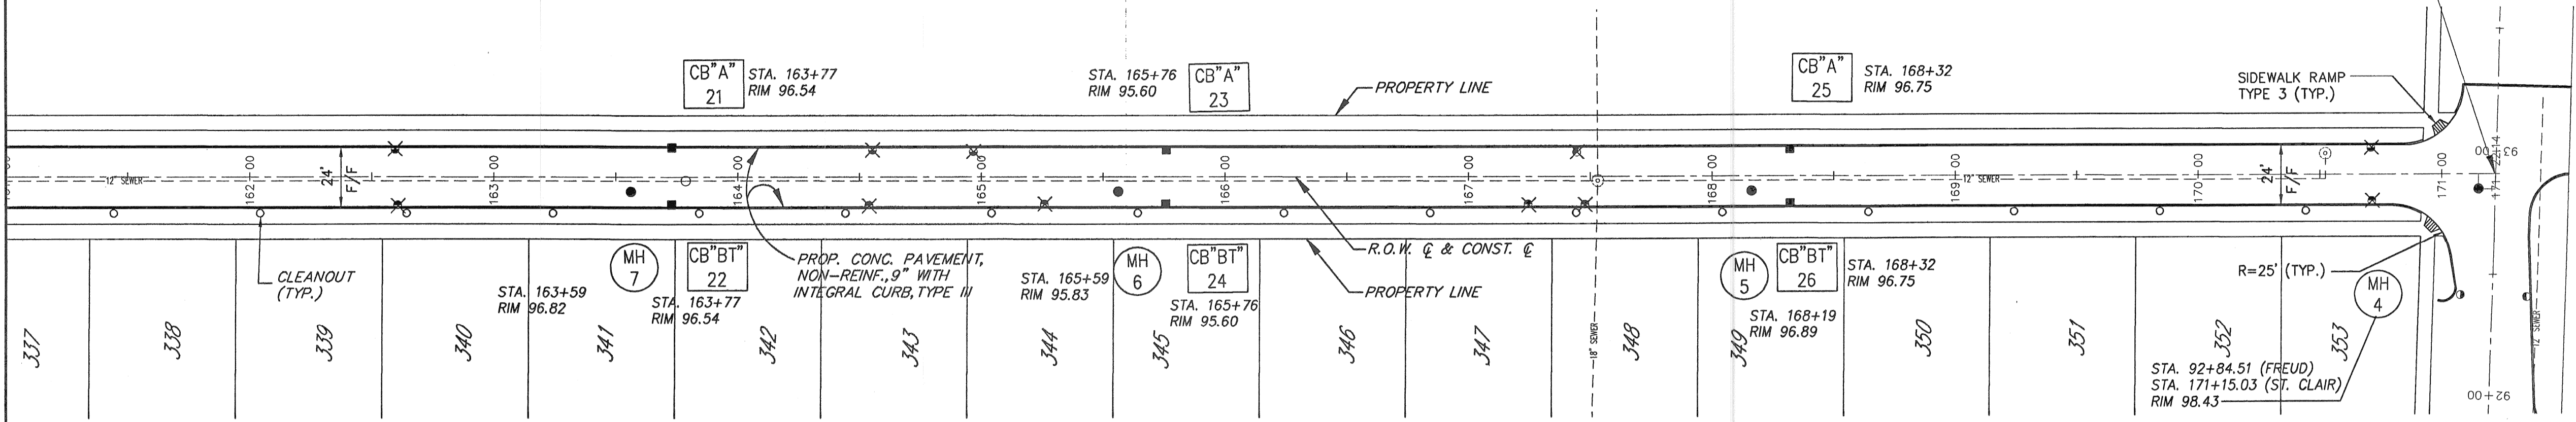 CB"A"
21
STA. 163+77
RIM 96.54
STA. 165+76
RIM 95.60
CB"A"
23
PROPERTY LINE
CB"A"
25
STA. 168+32
RIM 96.75
SIDEWALK RAMP
TYPE 3 (TYP.)
12" SEWER
162+00
24'
F/F
163+00
164+00
165+00
166+00
167+00
168+00
169+00
12" SEWER
170+00
24'
F/F
171+00
93+00
CLEANOUT
(TYP.)
STA. 163+59
RIM 96.82
MH
7
CB"BT"
22
STA. 163+77
RIM 96.54
PROP. CONC. PAVEMENT,
NON-REINF., 9" WITH
INTEGRAL CURB, TYPE III
STA. 165+59
RIM 95.83
MH
6
CB"BT"
24
STA. 165+76
RIM 95.60
R.O.W. ℄ & CONST. ℄
PROPERTY LINE
18" SEWER
MH
5
CB"BT"
26
STA. 168+32
RIM 96.75
STA. 168+19
RIM 96.89
R=25' (TYP.)
MH
4
STA. 92+84.51 (FREUD)
STA. 171+15.03 (ST. CLAIR)
RIM 98.43
12" SEWER
92+00
337
338
339
340
341
342
343
344
345
346
347
348
349
350
351
352
353